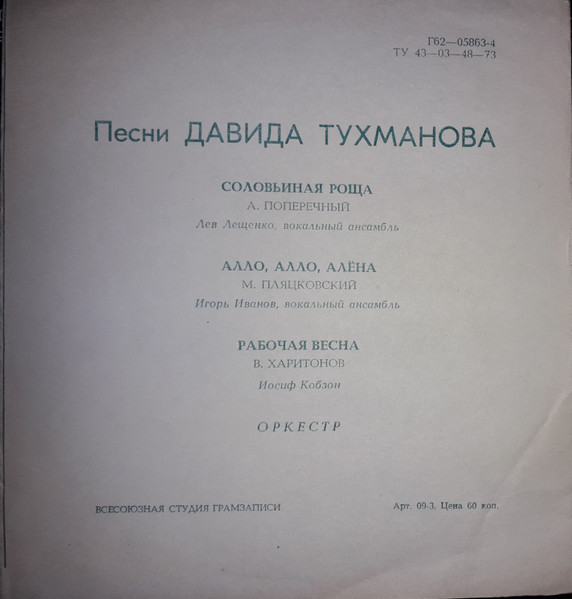 Г62—05863-4
ТУ 43—03—48—73
Песни ДАВИДА ТУХМАНОВА
СОЛОВЬИНАЯ РОЩА
А. ПОПЕРЕЧНЫЙ
Лев Лещенко, вокальный ансамбль
АЛЛО, АЛЛО, АЛЁНА
М. ПЛЯЦКОВСКИЙ
Игорь Иванов, вокальный ансамбль
РАБОЧАЯ ВЕСНА
В. ХАРИТОНОВ
Иосиф Кобзон
ОРКЕСТР
ВСЕСОЮЗНАЯ СТУДИЯ ГРАМЗАПИСИ
Арт. 09-3. Цена 60 коп.